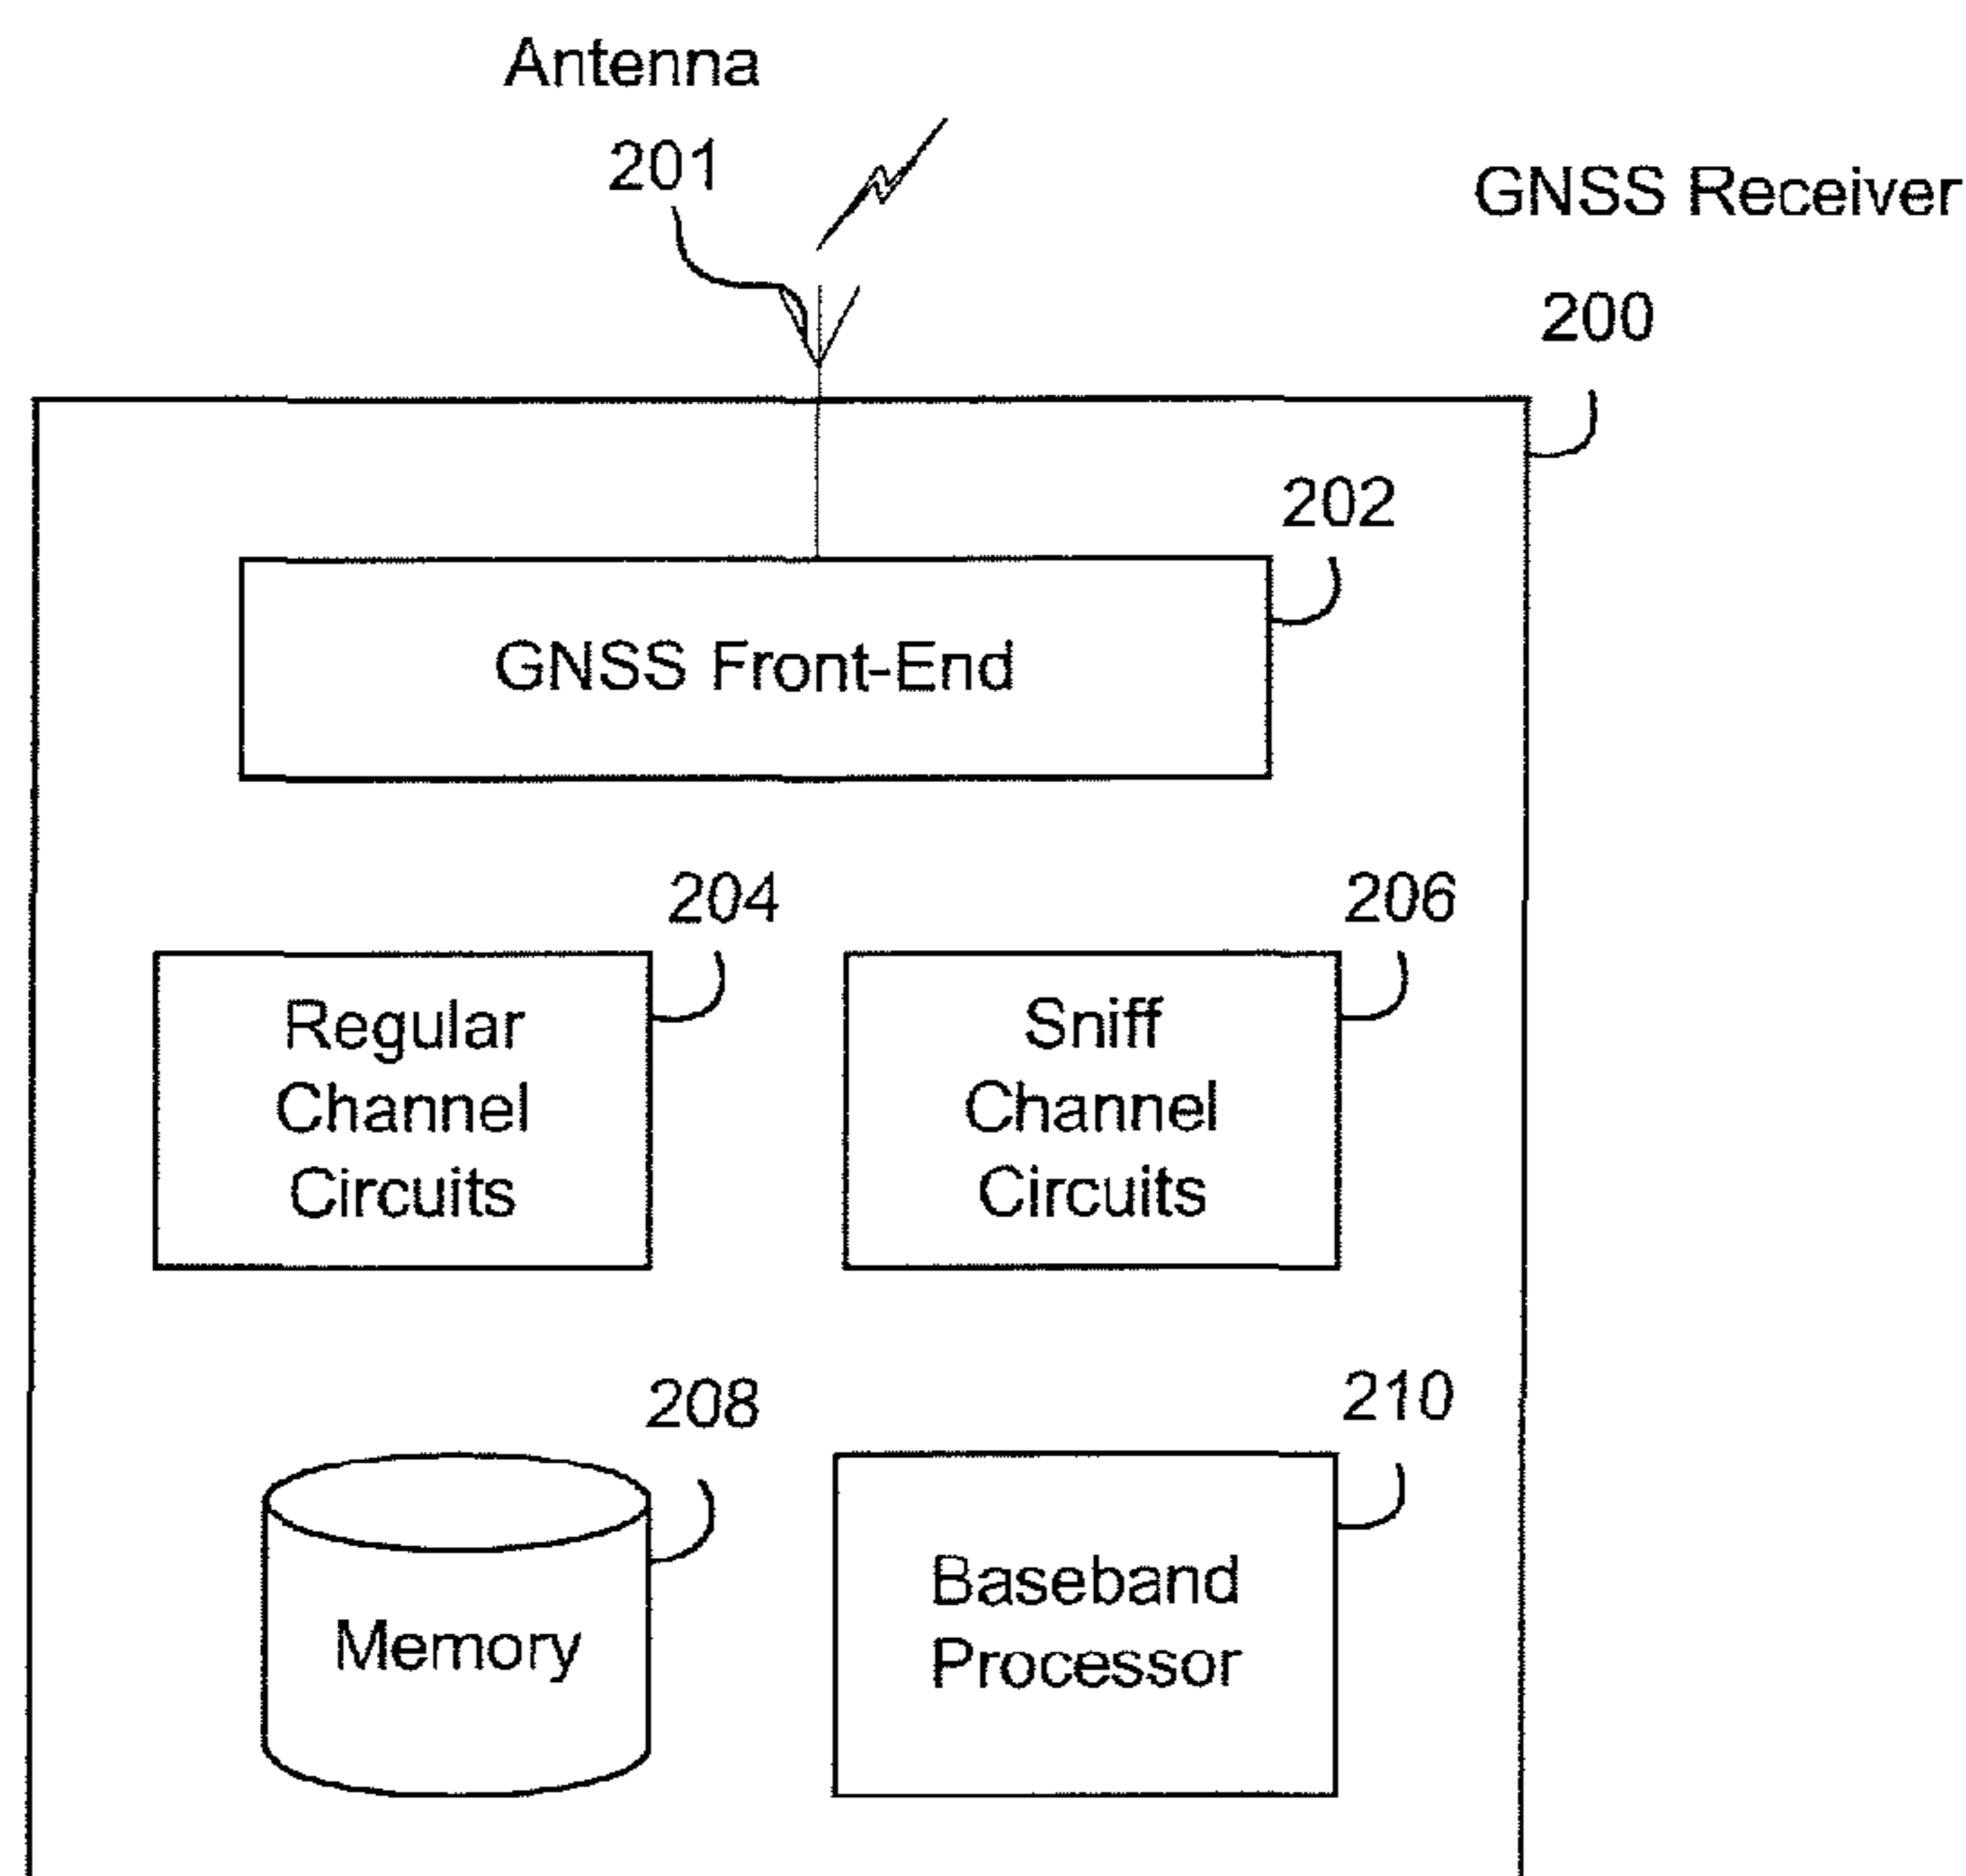 Antenna
201
GNSS Receiver
200
202
GNSS Front-End
204
206
Regular
Channel
Circuits
Sniff
Channel
Circuits
208
210
Memory
Baseband
Processor